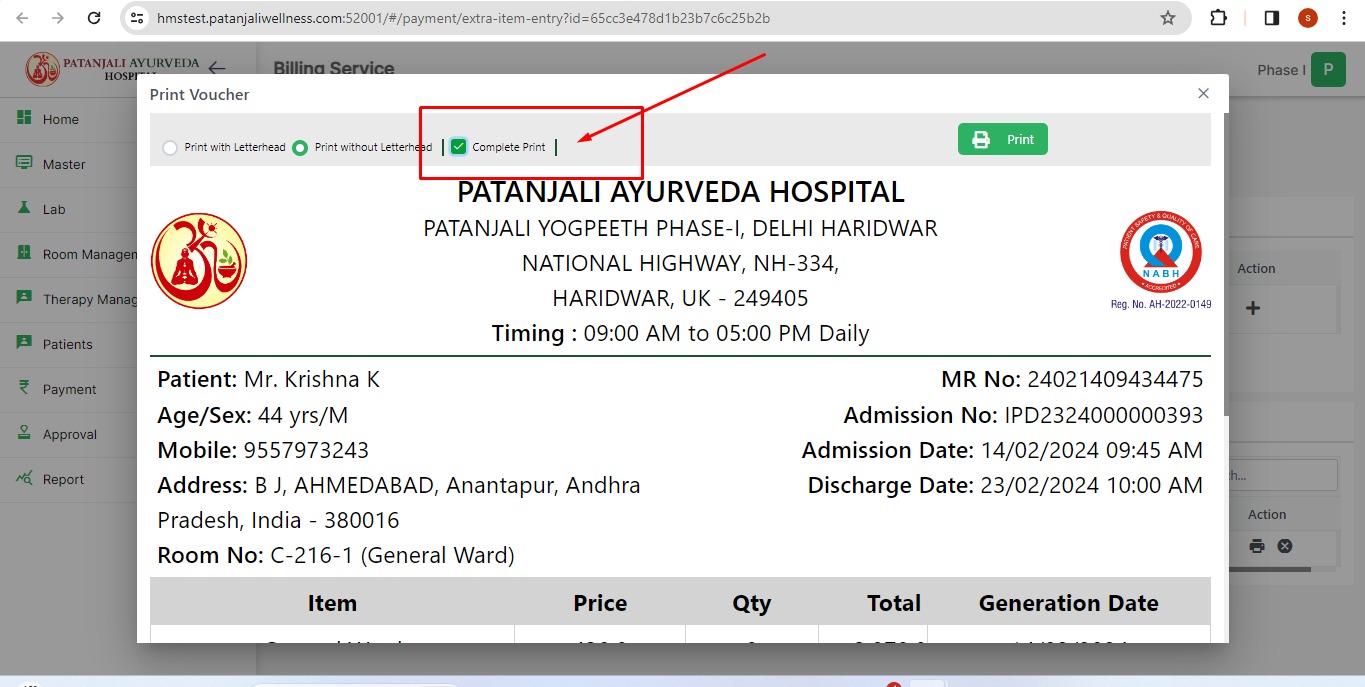 hmstest.patanjaliwellness.com:52001/#/payment/extra-item-entry?id=65cc3e478d1b23b7c6c25b2b
S
PATANJALI AYURVEDA
Billing Service
Phase I
P
Print Voucher
Home
Master
Lab
Room Managem
Therapy Manag
Patients
Payment
Approval
Report
Print with Letterhead
Print without Letterhead
Complete Print
Print
PATANJALI AYURVEDA HOSPITAL
PATANJALI YOGPEETH PHASE-I, DELHI HARIDWAR
NATIONAL HIGHWAY, NH-334,
HARIDWAR, UK - 249405
Timing : 09:00 AM to 05:00 PM Daily
PATIENT SAFETY & QUALITY OF CARE
NABH
ACCREDITED
Reg. No. AH-2022-0149
Patient: Mr. Krishna K
MR No: 24021409434475
Age/Sex: 44 yrs/M
Admission No: IPD2324000000393
Mobile: 9557973243
Admission Date: 14/02/2024 09:45 AM
Address: B J, AHMEDABAD, Anantapur, Andhra
Discharge Date: 23/02/2024 10:00 AM
Pradesh, India - 380016
Room No: C-216-1 (General Ward)
Item Price Qty Total Generation Date
Action
Action